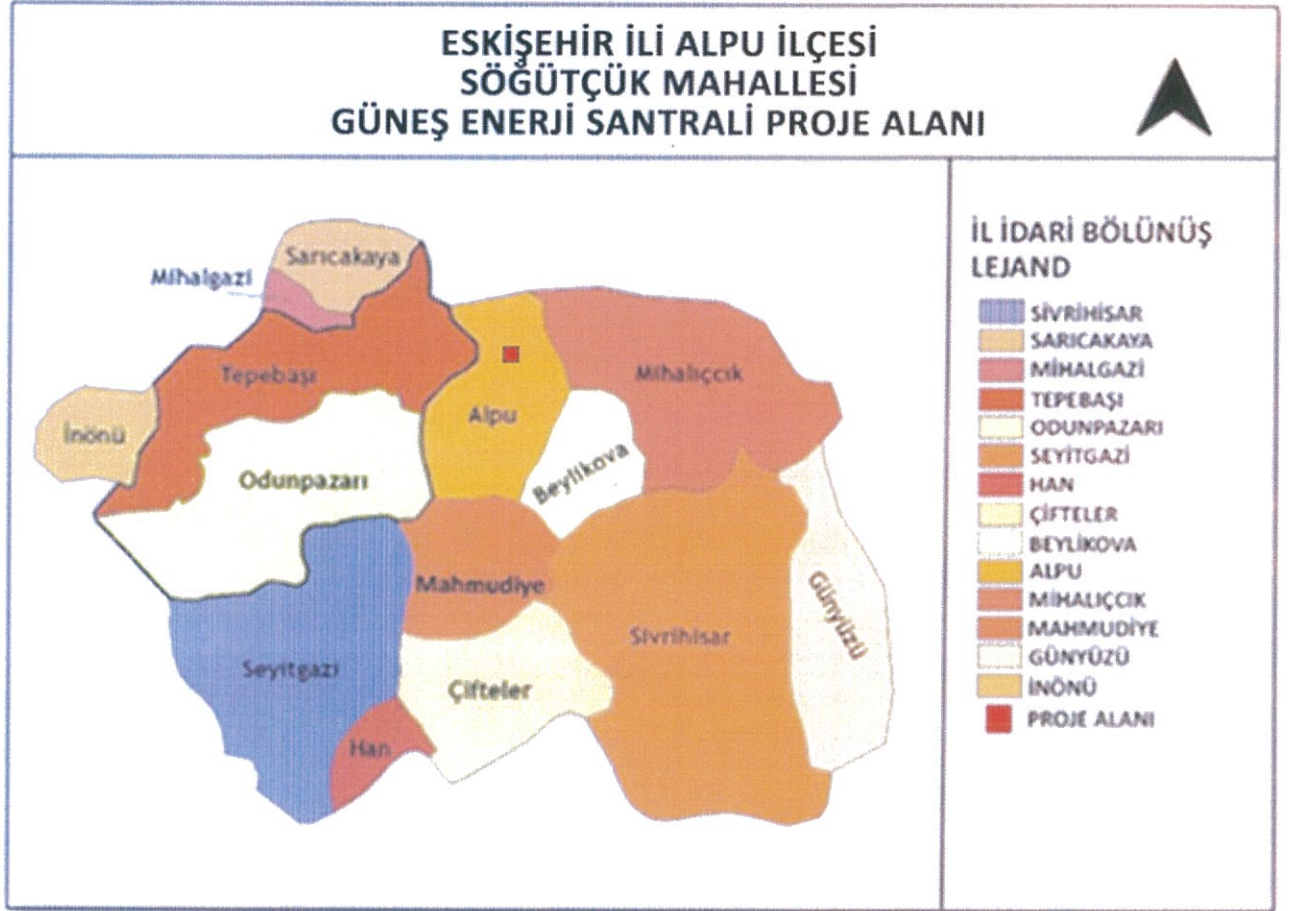 ESKİŞEHİR İLİ ALPU İLÇESİ
SÖĞÜTÇÜK MAHALLESİ
GÜNEŞ ENERJİ SANTRALİ PROJE ALANI
Sarıcakaya
Mihalgazi
Tepebaşı
Mihalıççık
Alpu
İnönü
Beylikova
Odunpazarı
Mahmudiye
Günyüzü
Sivrihisar
Seyitgazi
Çifteler
Han
İL İDARİ BÖLÜNÜŞ
LEJAND
SİVRİHİSAR
SARICAKAYA
MİHALGAZİ
TEPEBAŞI
ODUNPAZARI
SEYİTGAZİ
HAN
ÇİFTELER
BEYLİKOVA
ALPU
MİHALIÇCIK
MAHMUDİYE
GÜNYÜZÜ
İNÖNÜ
PROJE ALANI